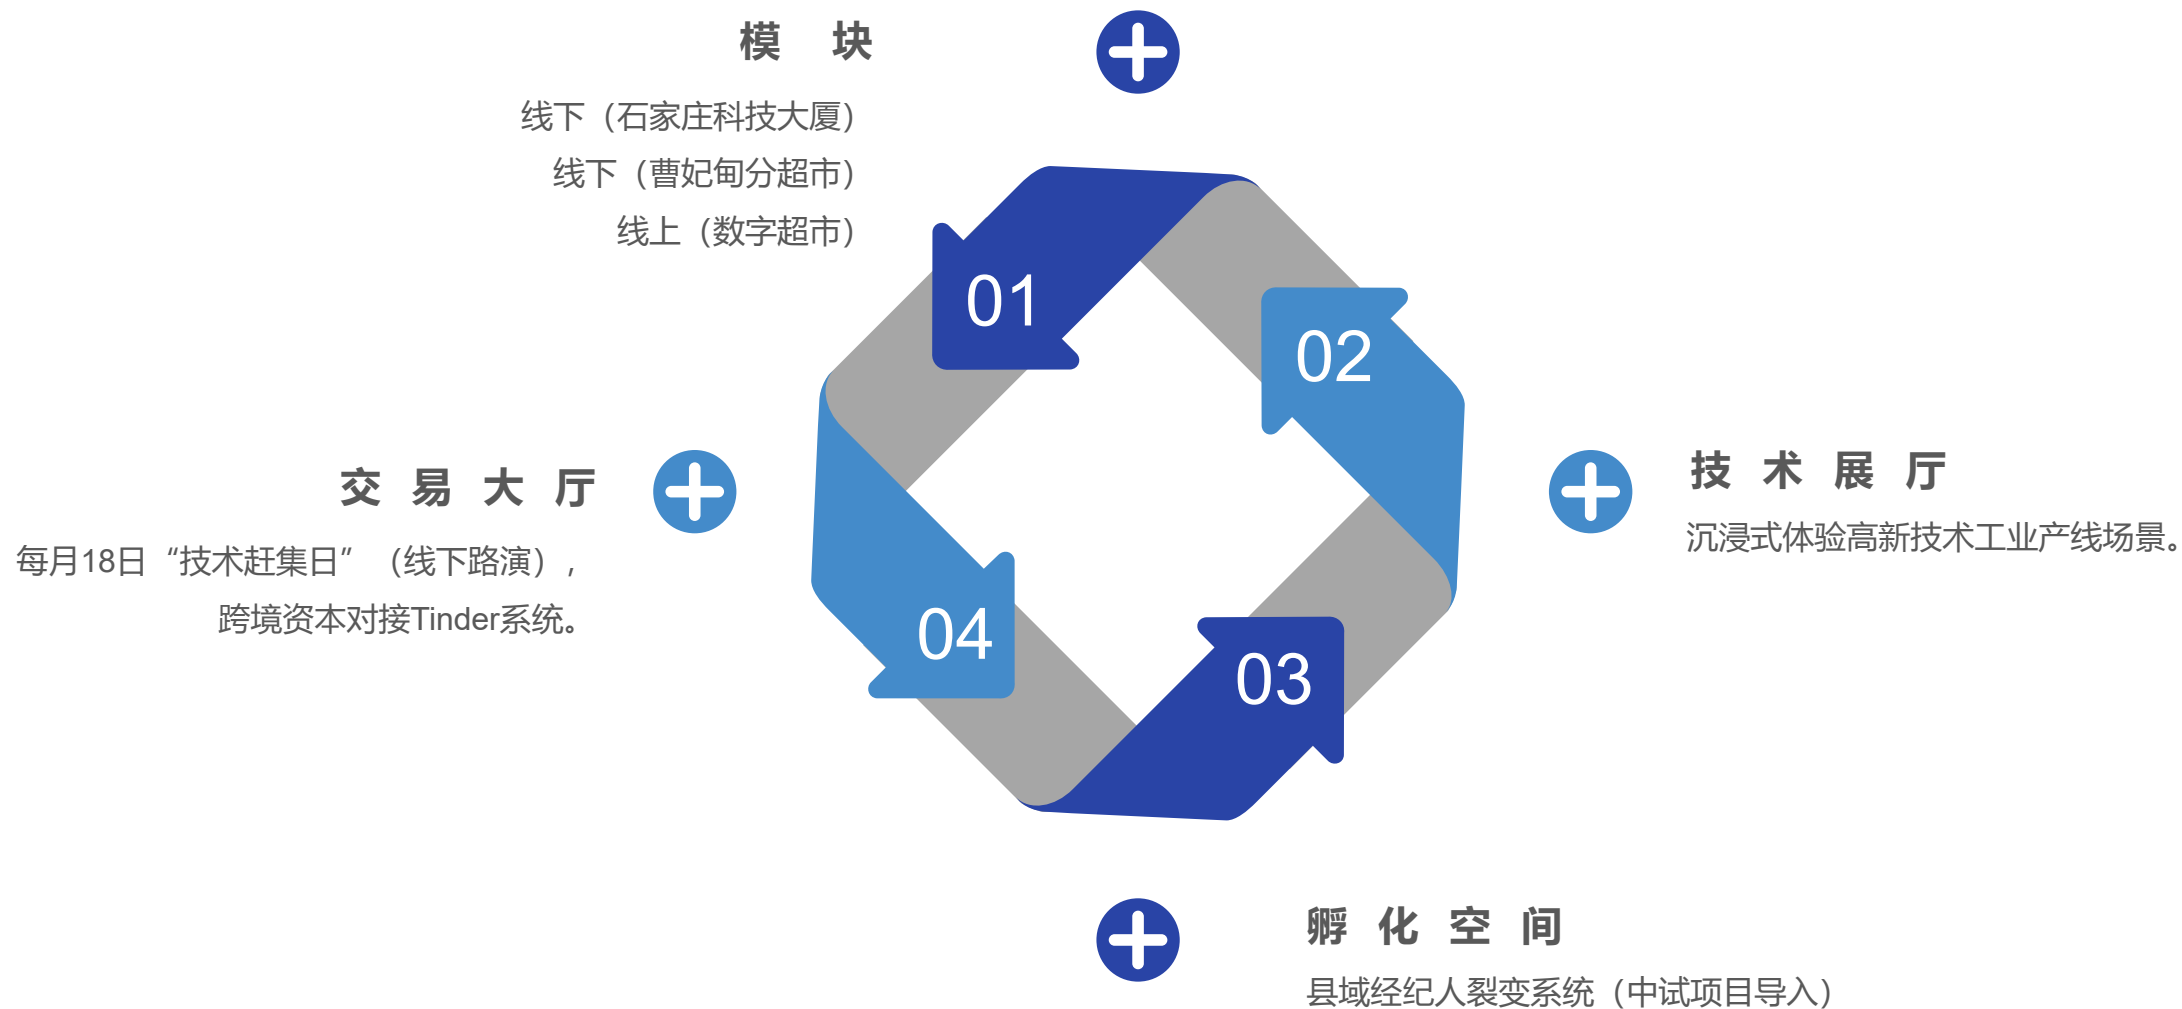 模 块
线下（石家庄科技大厦）
线下（曹妃甸分超市）
线上（数字超市）
01
02
03
04
技 术 展 厅
沉浸式体验高新技术工业产线场景。
孵 化 空 间
县域经纪人裂变系统（中试项目导入）
交 易 大 厅
每月18日“技术赶集日”（线下路演）,
跨境资本对接Tinder系统。